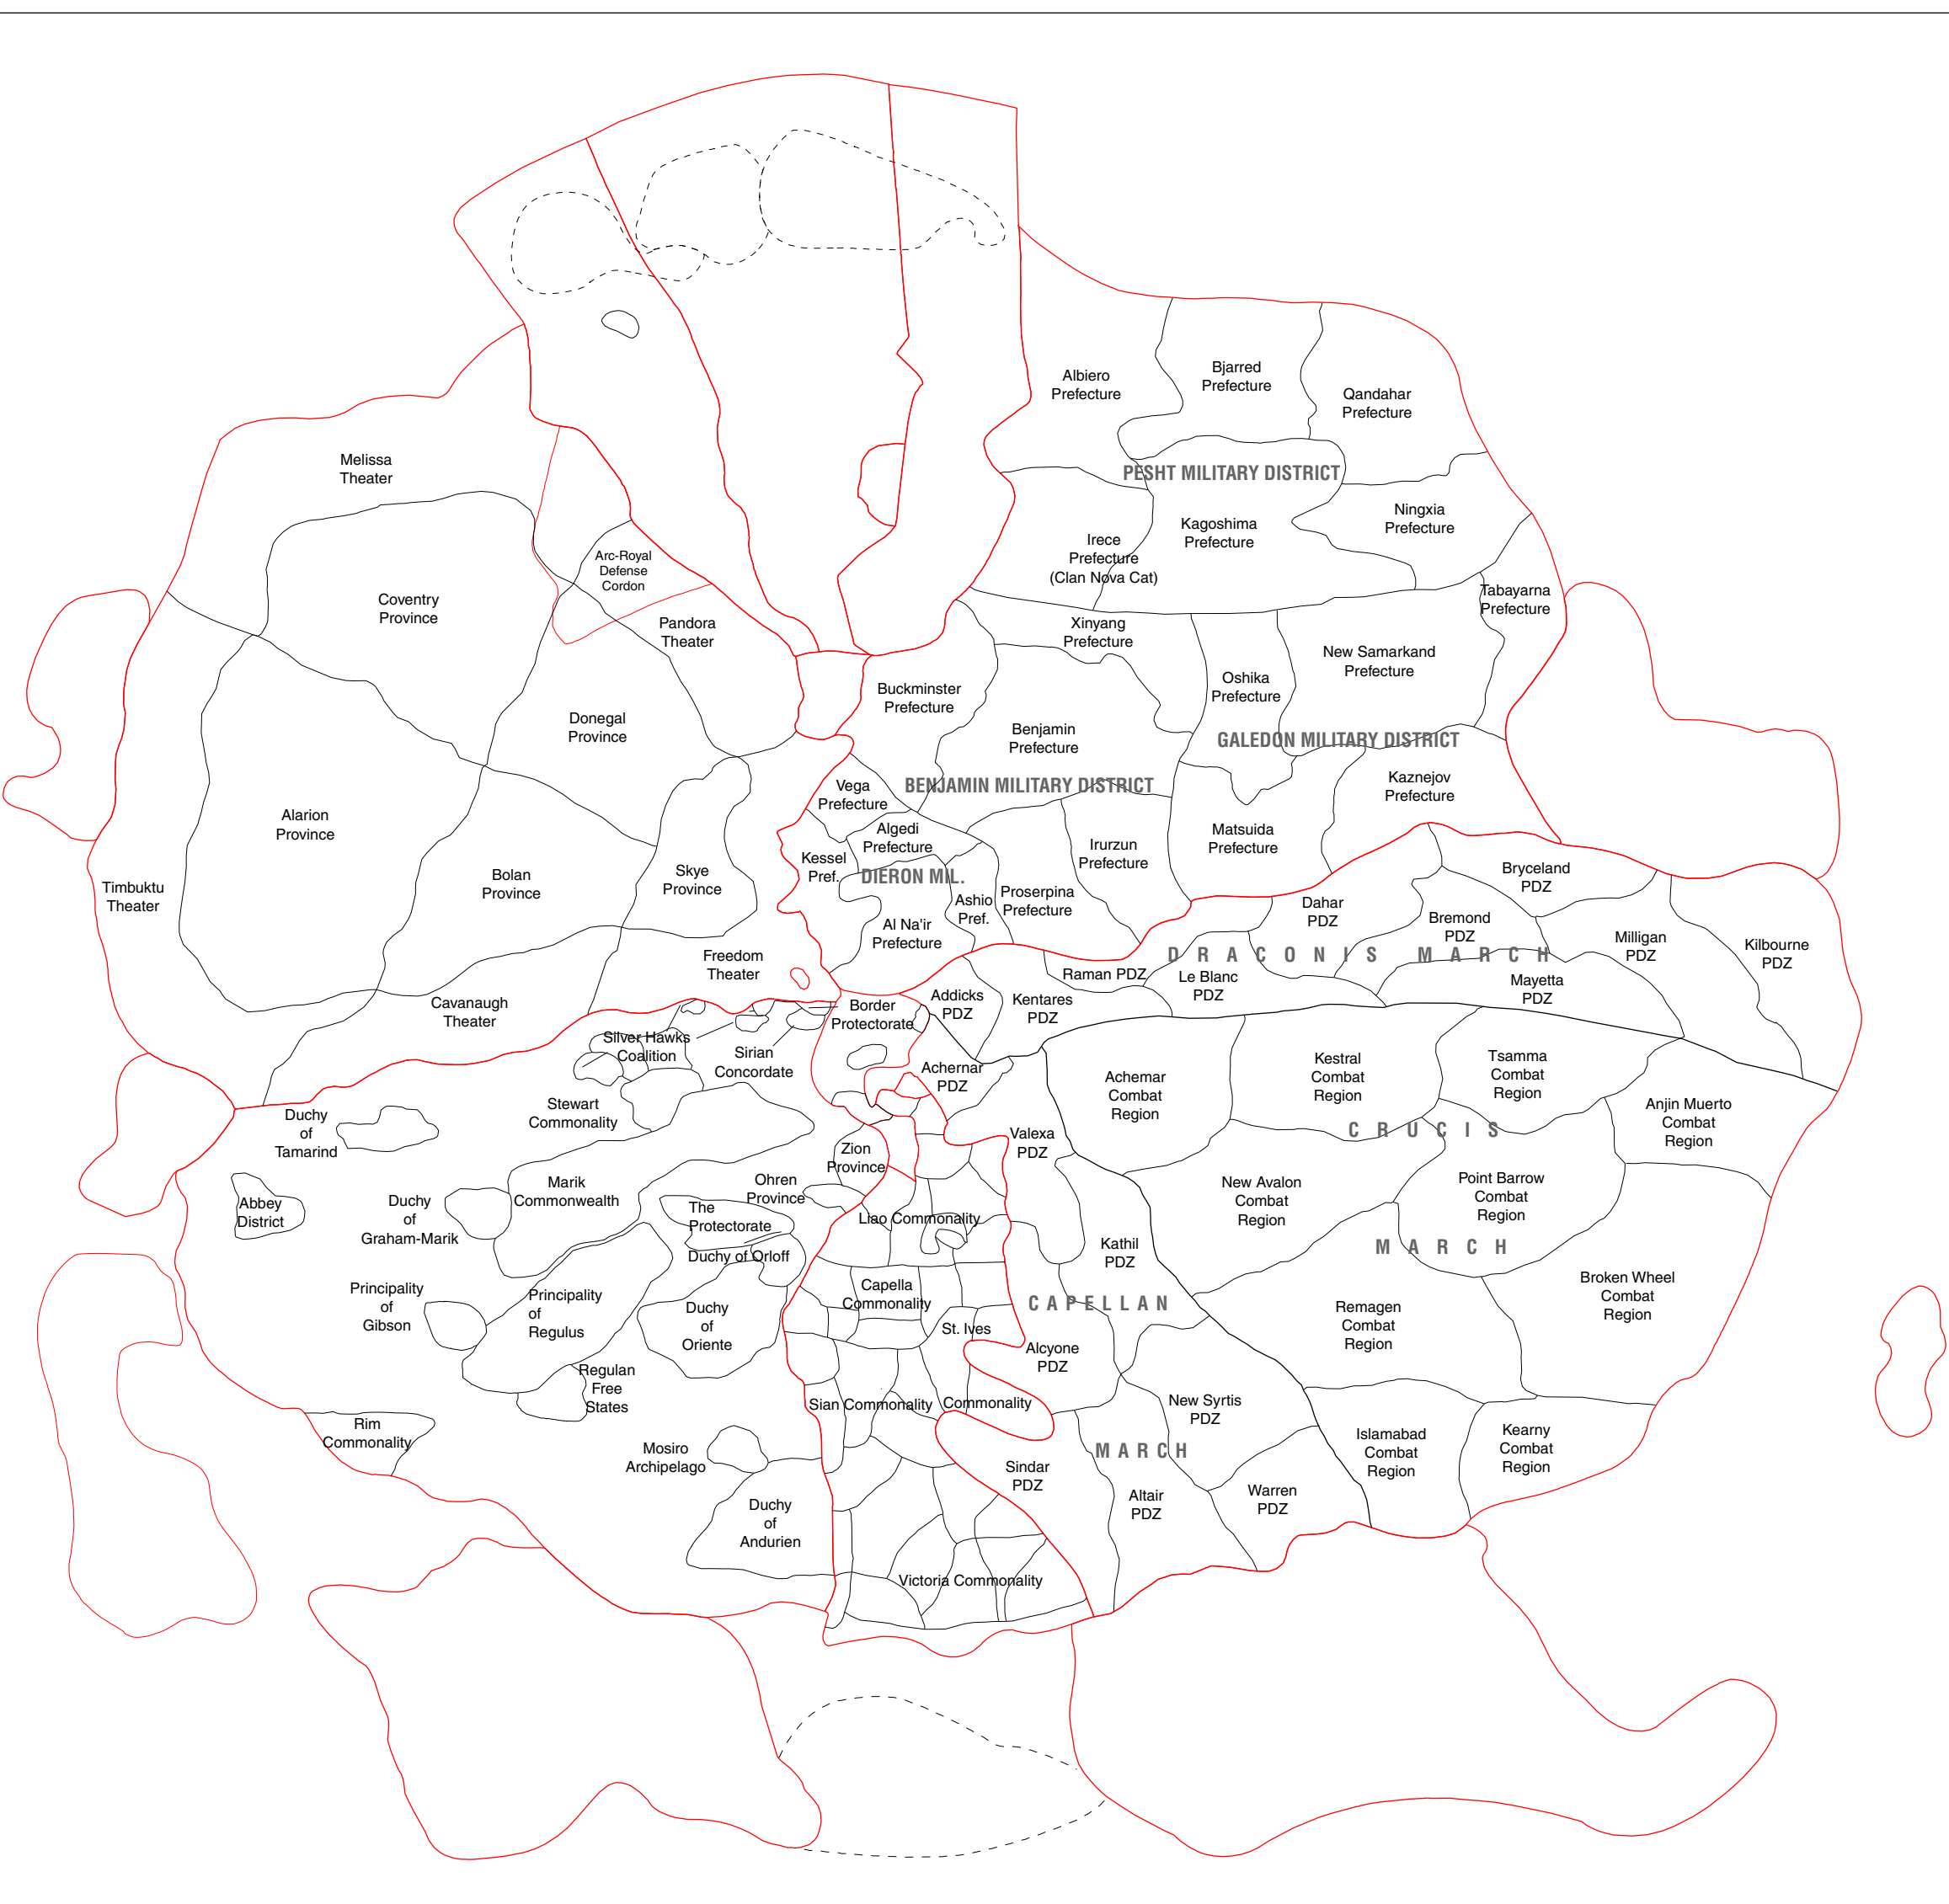 Albiero
Prefecture
Bjarred
Prefecture
Qandahar
Prefecture
PESHT MILITARY DISTRICT
Irece
Prefecture
(Clan Nova Cat)
Kagoshima
Prefecture
Ningxia
Prefecture
Tabayarna
Prefecture
Melissa
Theater
Arc-Royal
Defense
Cordon
Coventry
Province
Pandora
Theater
Donegal
Province
Alarion
Province
Bolan
Province
Skye
Province
Timbuktu
Theater
Freedom
Theater
Cavanaugh
Theater
Xinyang
Prefecture
Buckminster
Prefecture
Benjamin
Prefecture
Oshika
Prefecture
New Samarkand
Prefecture
GALEDON MILITARY DISTRICT
BENJAMIN MILITARY DISTRICT
Kaznejov
Prefecture
Matsuida
Prefecture
Vega
Prefecture
Algedi
Prefecture
Kessel
Pref.
DIERON MIL.
Al Na'ir
Prefecture
Ashio
Pref.
Proserpina
Prefecture
Irurzun
Prefecture
Bryceland
PDZ
Dahar
PDZ
Bremond
PDZ
Milligan
PDZ
Kilbourne
PDZ
DRACONIS MARCH
Raman PDZ
Le Blanc
PDZ
Mayetta
PDZ
Addicks
PDZ
Kentares
PDZ
Border
Protectorate
Silver Hawks
Coalition
Sirian
Concordate
Stewart
Commonality
Duchy
of
Tamarind
Abbey
District
Duchy
of
Graham-Marik
Marik
Commonwealth
Ohren
Province
Zion
Province
The
Protectorate
Duchy of Orloff
Principality
of
Gibson
Principality
of
Regulus
Duchy
of
Oriente
Regulan
Free
States
Rim
Commonality
Mosiro
Archipelago
Duchy
of
Andurien
Liao Commonality
Capella
Commonality
St. Ives
Commonality
Sian Commonality
Victoria Commonality
Achernar
PDZ
Valexa
PDZ
Kathil
PDZ
CAPELLAN
Alcyone
PDZ
New Syrtis
PDZ
MARCH
Sindar
PDZ
Altair
PDZ
Warren
PDZ
Achemar
Combat
Region
Kestral
Combat
Region
Tsamma
Combat
Region
Anjin Muerto
Combat
Region
CRUCIS
New Avalon
Combat
Region
Point Barrow
Combat
Region
MARCH
Remagen
Combat
Region
Broken Wheel
Combat
Region
Islamabad
Combat
Region
Kearny
Combat
Region